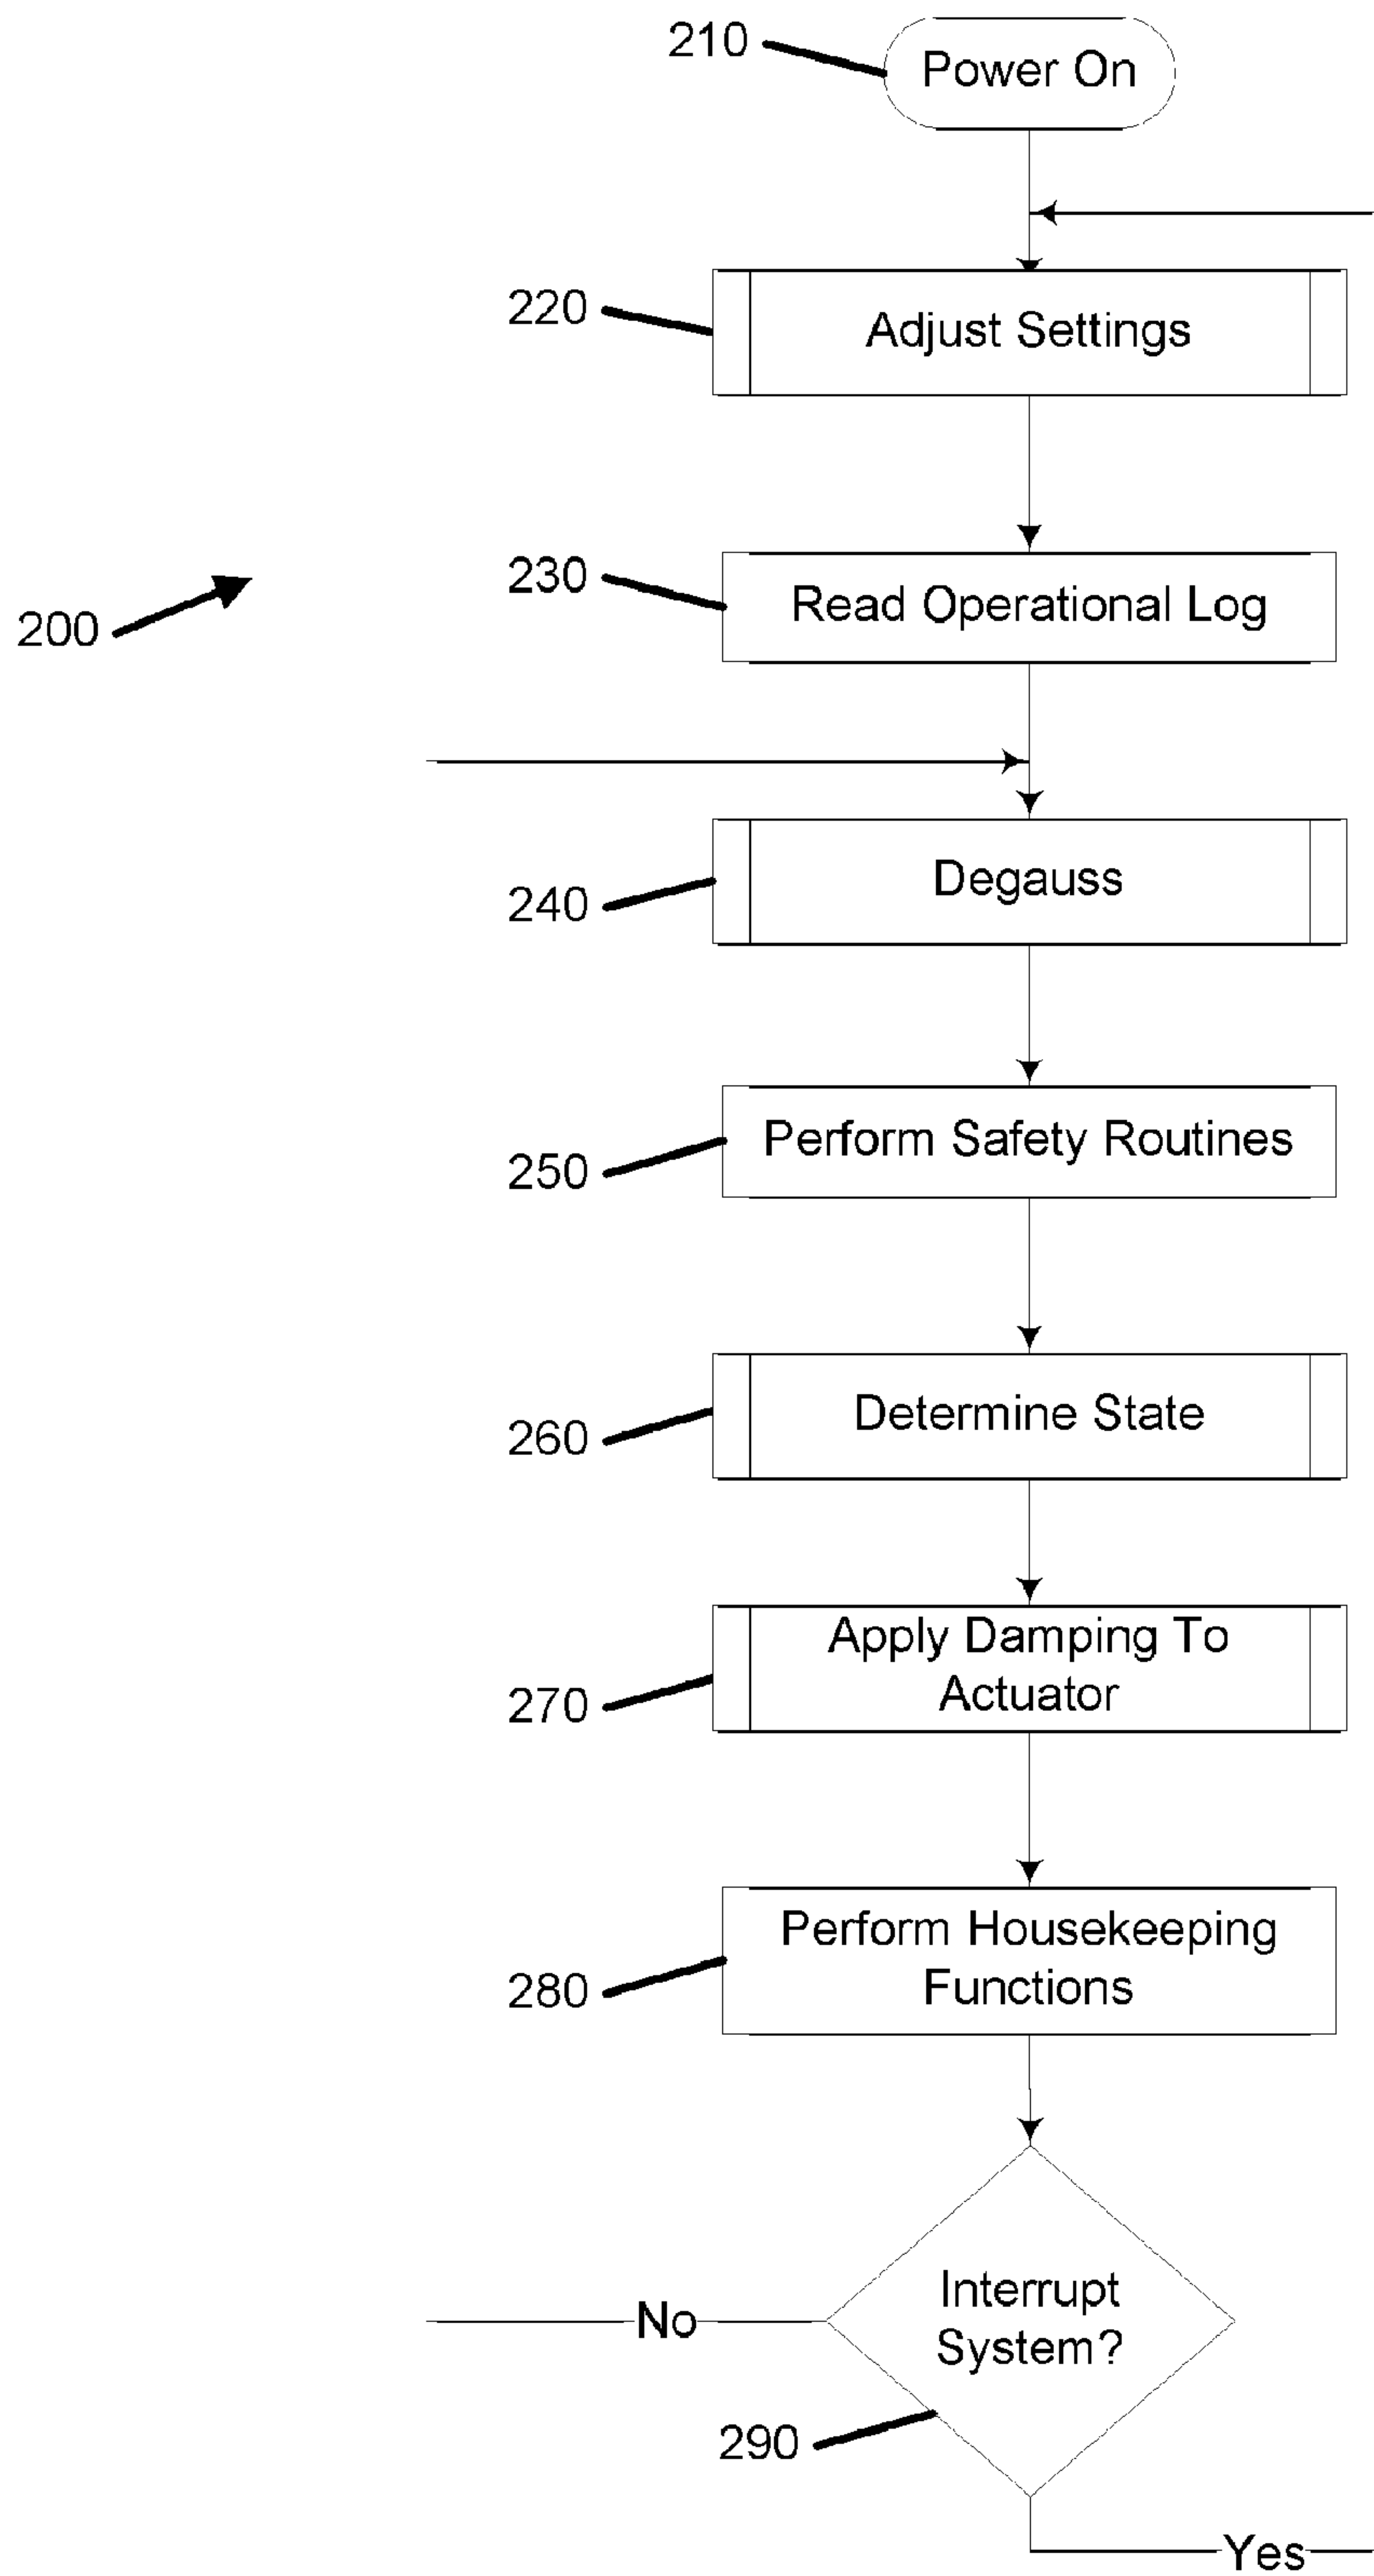 210
Power On
220
Adjust Settings
230
Read Operational Log
200
240
Degauss
250
Perform Safety Routines
260
Determine State
270
Apply Damping To
Actuator
280
Perform Housekeeping
Functions
Interrupt
System?
No
290
Yes